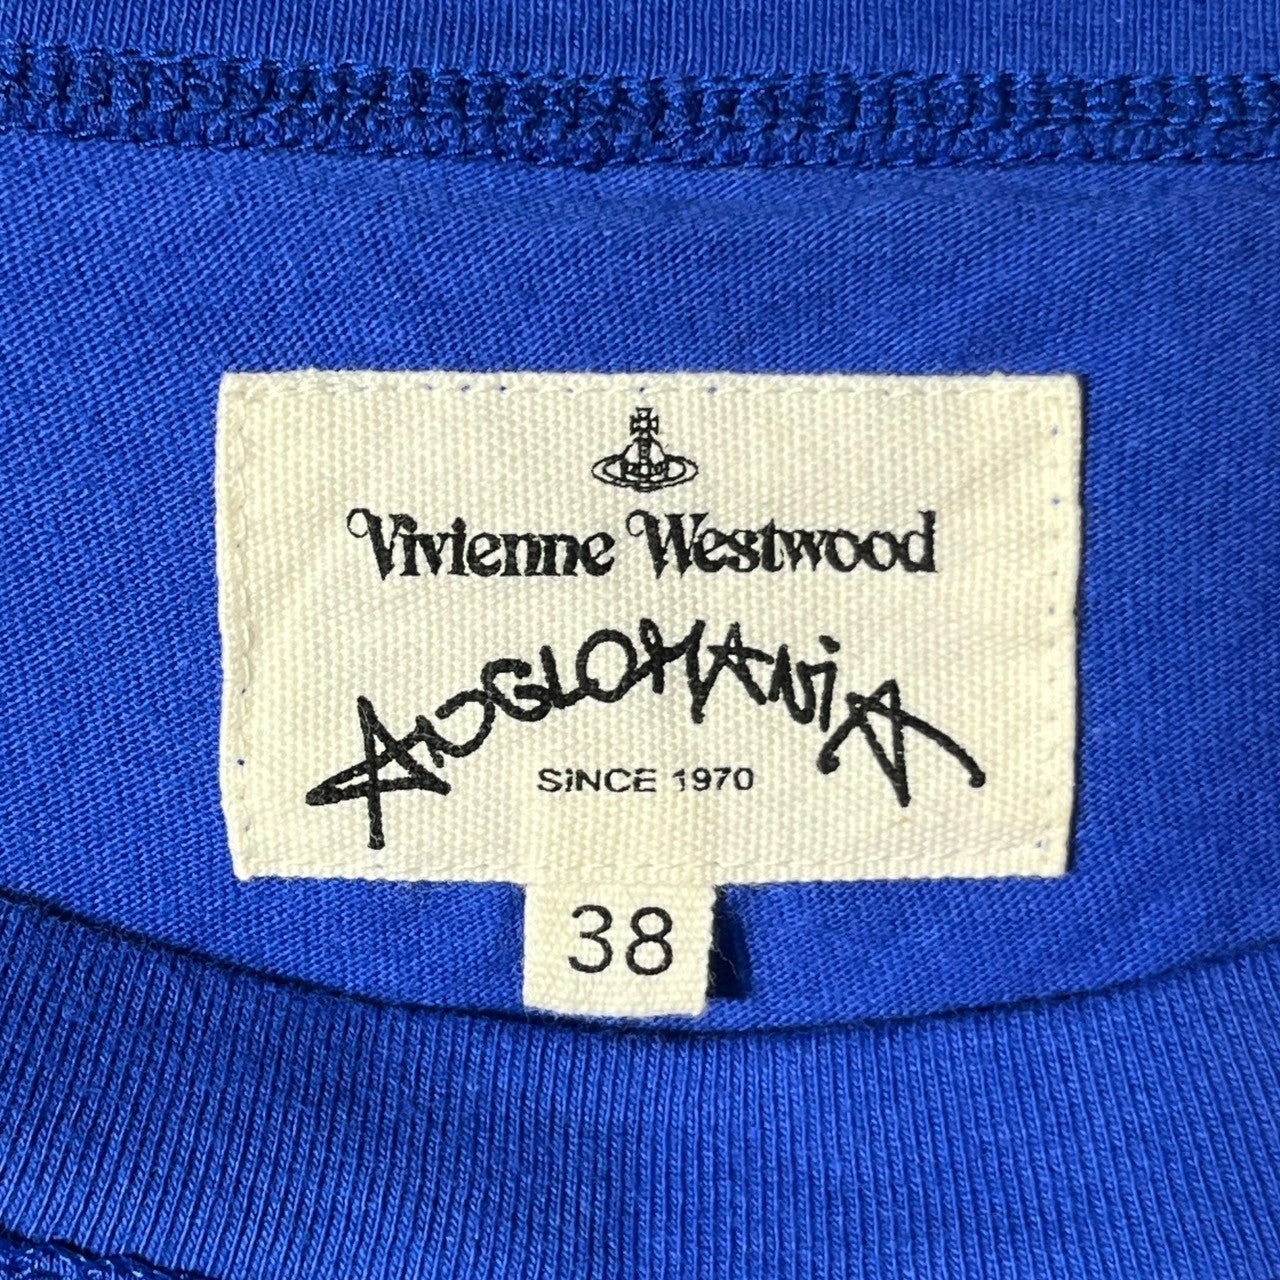 Vivienne Westwood
ANGLOMANiA
SiNCE 1970
38